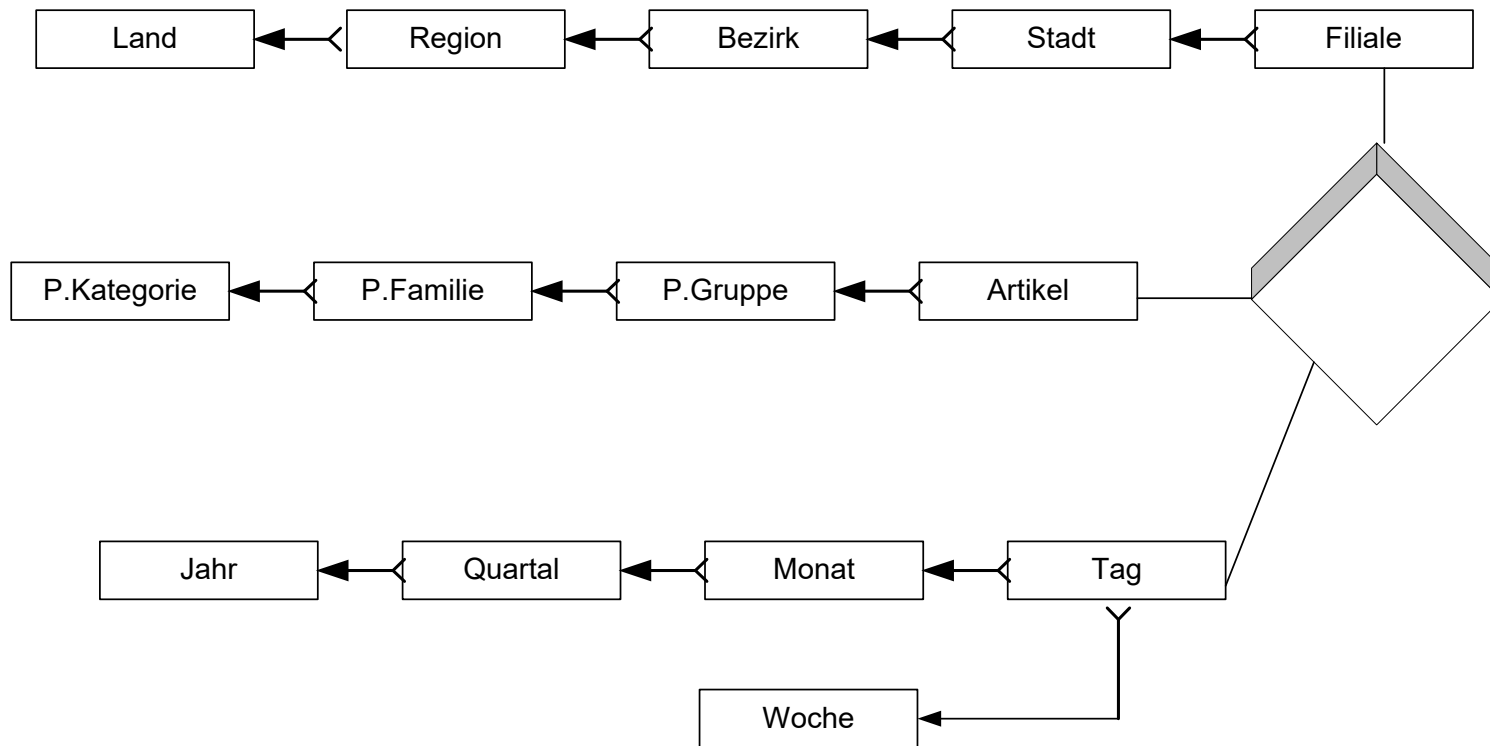 Land Region Bezirk Stadt Filiale
P.Kategorie P.Familie P.Gruppe Artikel
Jahr Quartal Monat Tag
Woche